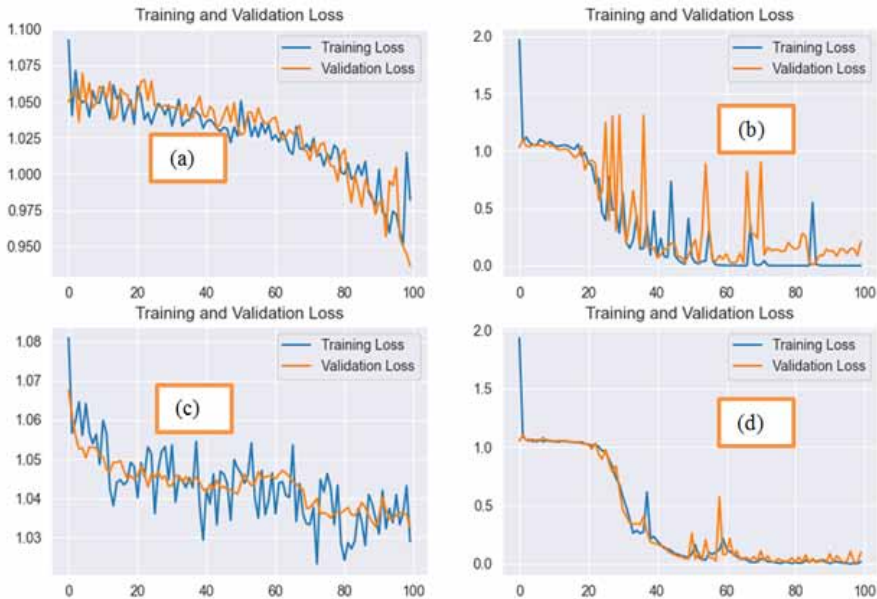 Training and Validation Loss
1.100
1.075
1.050
1.025
1.000
0.975
0.950
Training Loss
Validation Loss
(a)
0 20 40 60 80 100
Training and Validation Loss
2.0
1.5
1.0
0.5
0.0
Training Loss
Validation Loss
(b)
0 20 40 60 80 100
Training and Validation Loss
1.08
1.07
1.06
1.05
1.04
1.03
Training Loss
Validation Loss
(c)
0 20 40 60 80 100
Training and Validation Loss
2.0
1.5
1.0
0.5
0.0
Training Loss
Validation Loss
(d)
0 20 40 60 80 100